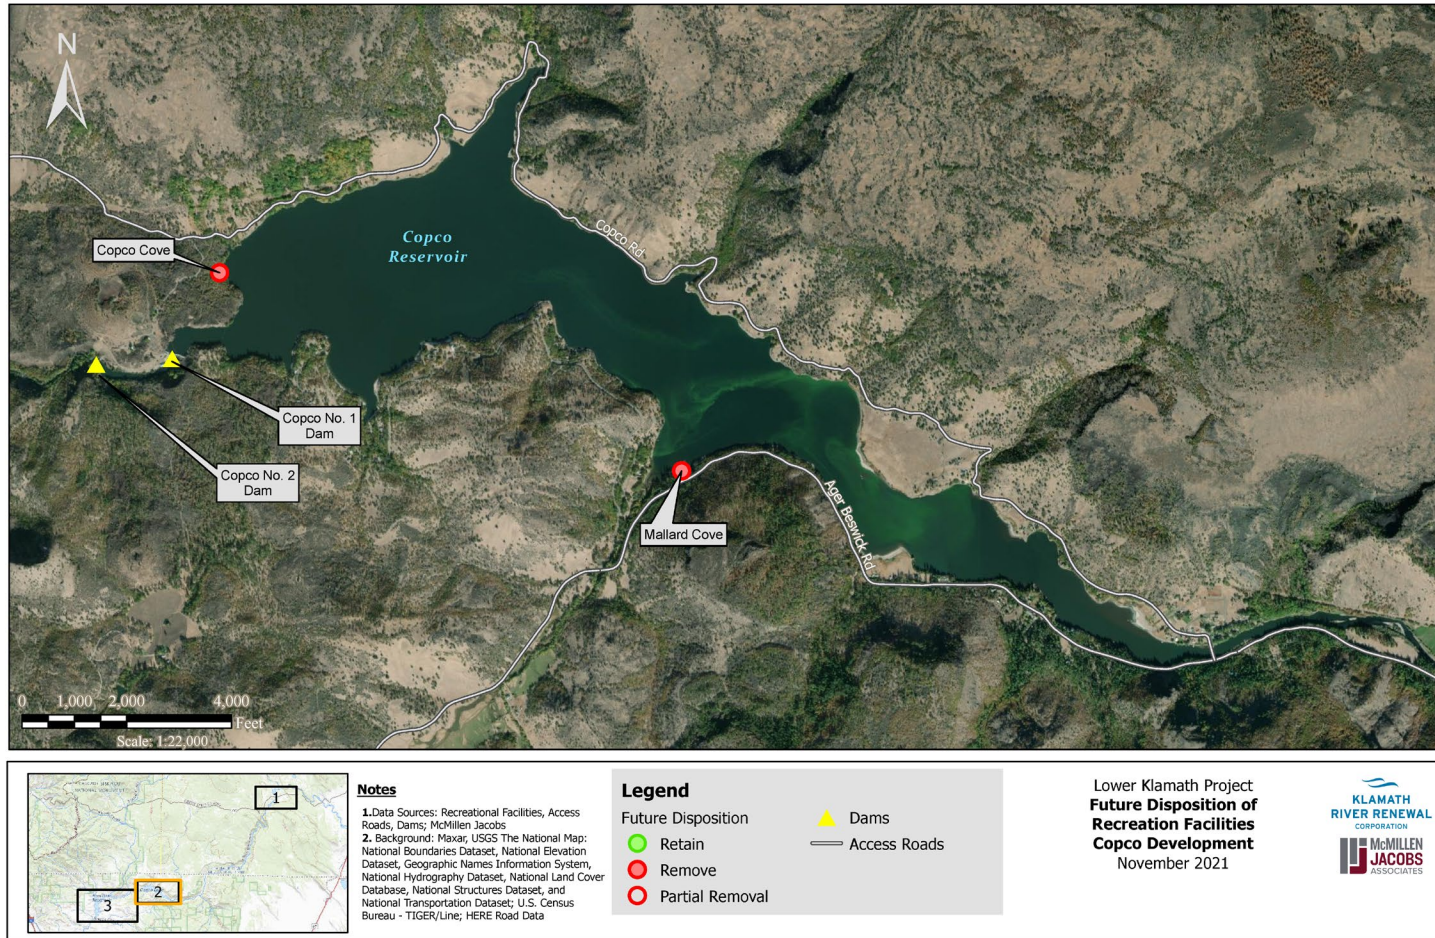 N
Copco Rd
Copco Cove
Copco
Reservoir
Copco No. 1
Dam
Copco No. 2
Dam
Mallard Cove
Ager Beswick Rd
0 1,000 2,000 4,000
Feet
Scale: 1:22,000
1
2
3
Notes
1.Data Sources: Recreational Facilities, Access
Roads, Dams; McMillen Jacobs
2. Background: Maxar, USGS The National Map:
National Boundaries Dataset, National Elevation
Dataset, Geographic Names Information System,
National Hydrography Dataset, National Land Cover
Database, National Structures Dataset, and
National Transportation Dataset; U.S. Census
Bureau - TIGER/Line; HERE Road Data
Legend
Future Disposition
Retain
Remove
Partial Removal
Dams
Access Roads
Lower Klamath Project
Future Disposition of
Recreation Facilities
Copco Development
November 2021
KLAMATH
RIVER RENEWAL
CORPORATION
McMILLEN
JACOBS
ASSOCIATES